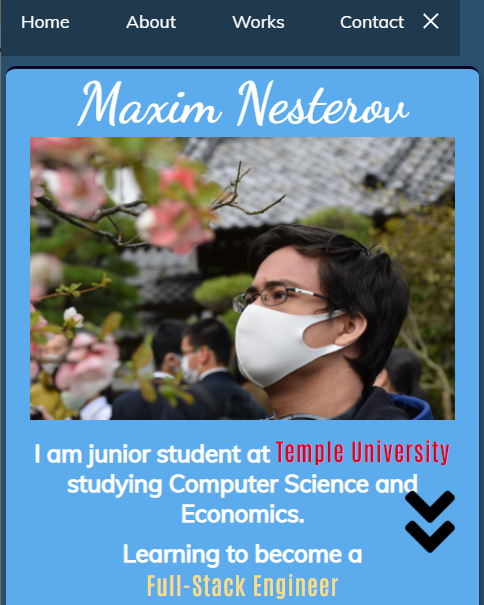 Home About Works Contact
Maxim Nesterov
I am junior student at Temple University
studying Computer Science and
Economics.
Learning to become a
Full-Stack Engineer